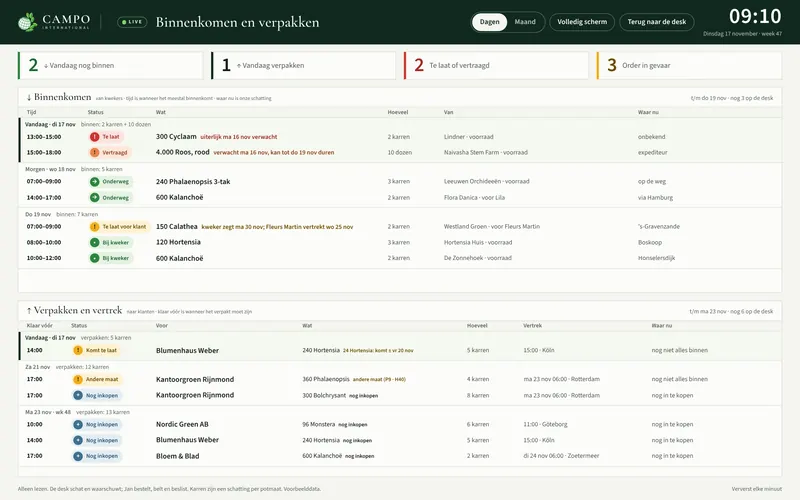 CAMPO
INTERNATIONAL
LIVE
Binnenkomen en verpakken
Dagen
Maand
Volledig scherm
Terug naar de desk
09:10
Dinsdag 17 november · week 47
2 ↓ Vandaag nog binnen
1 ↑ Vandaag verpakken
2 Te laat of vertraagd
3 Order in gevaar
↓ Binnenkomen van kwekers · tijd is wanneer het meestal binnenkomt · waar nu is onze schatting t/m do 19 nov · nog 3 op de desk
Tijd Status Wat Hoeveel Van Waar nu
Vandaag · di 17 nov binnen: 2 karren + 10 dozen
13:00–15:00 Te laat 300 Cyclaam uiterlijk ma 16 nov verwacht 2 karren Lindner · voorraad onbekend
15:00–18:00 Vertraagd 4.000 Roos, rood verwacht ma 16 nov, kan tot do 19 nov duren 10 dozen Naivasha Stem Farm · voorraad expediteur
Morgen · wo 18 nov binnen: 5 karren
07:00–09:00 Onderweg 240 Phalaenopsis 3-tak 3 karren Leeuwen Orchideeën · voorraad op de weg
14:00–17:00 Onderweg 600 Kalanchoë 2 karren Flora Danica · voor Lila via Hamburg
Do 19 nov binnen: 7 karren
07:00–09:00 Te laat voor klant 150 Calathea kweker zegt ma 30 nov; Fleurs Martin vertrekt wo 25 nov 2 karren Westland Groen · voor Fleurs Martin 's-Gravenzande
08:00–10:00 Bij kweker 120 Hortensia 3 karren Hortensia Huis · voorraad Boskoop
10:00–12:00 Bij kweker 600 Kalanchoë 2 karren De Zonnehoek · voorraad Honselersdijk
↑ Verpakken en vertrek naar klanten · klaar vóór is wanneer het verpakt moet zijn t/m ma 23 nov · nog 6 op de desk
Klaar vóór Status Voor Wat Hoeveel Vertrek Waar nu
Vandaag · di 17 nov verpakken: 5 karren
14:00 Komt te laat Blumenhaus Weber 240 Hortensia 24 Hortensia: komt ± vr 20 nov 5 karren 15:00 · Köln nog niet alles binnen
Za 21 nov verpakken: 12 karren
17:00 Andere maat Kantoorgroen Rijnmond 360 Phalaenopsis andere maat (P9 · H40) 4 karren ma 23 nov 06:00 · Rotterdam nog niet alles binnen
17:00 Nog inkopen Kantoorgroen Rijnmond 300 Bolchrysant nog inkopen 8 karren ma 23 nov 06:00 · Rotterdam nog in te kopen
Ma 23 nov · wk 48 verpakken: 13 karren
10:00 Nog inkopen Nordic Green AB 96 Monstera nog inkopen 6 karren 11:00 · Göteborg nog in te kopen
14:00 Nog inkopen Blumenhaus Weber 240 Hortensia nog inkopen 5 karren 15:00 · Köln nog in te kopen
17:00 Nog inkopen Bloem & Blad 600 Kalanchoë nog inkopen 2 karren di 24 nov 06:00 · Zoetermeer nog in te kopen
Alleen lezen. De desk schat en waarschuwt; Jan bestelt, belt en beslist. Karren zijn een schatting per potmaat. Voorbeelddata.
Ververst elke minuut